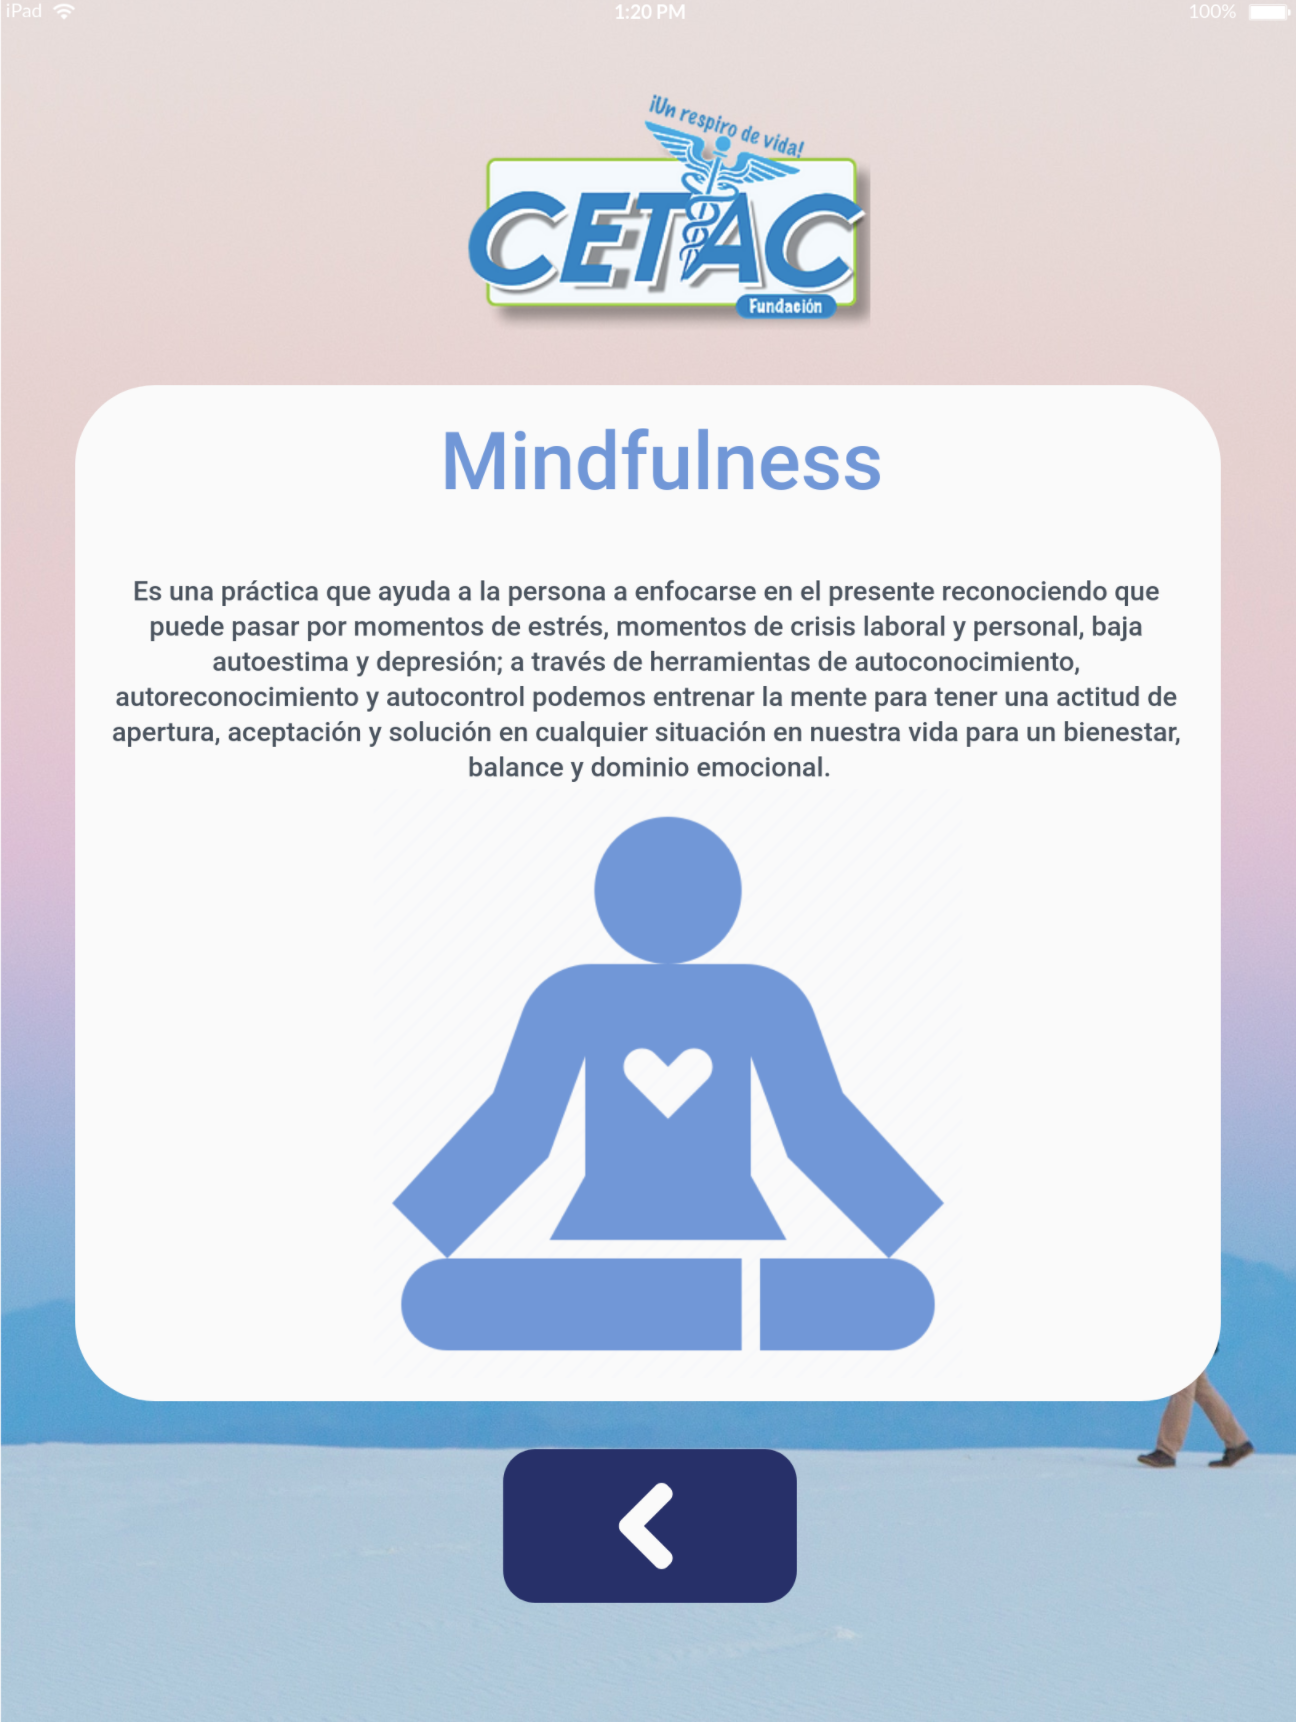 iPad
1:20 PM
100%
¡Un respiro de vida!
CETAC
Fundación
Mindfulness
Es una práctica que ayuda a la persona a enfocarse en el presente reconociendo que
puede pasar por momentos de estrés, momentos de crisis laboral y personal, baja
autoestima y depresión; a través de herramientas de autoconocimiento,
autoreconocimiento y autocontrol podemos entrenar la mente para tener una actitud de
apertura, aceptación y solución en cualquier situación en nuestra vida para un bienestar,
balance y dominio emocional.